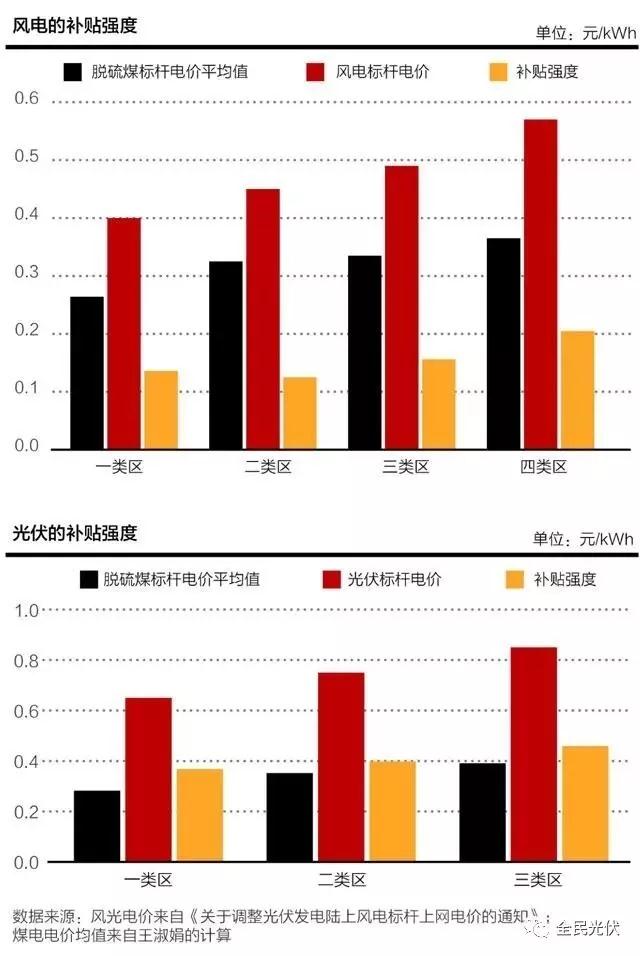 风电的补贴强度
单位：元/kWh
脱硫煤标杆电价平均值 风电标杆电价 补贴强度
0.6
0.5
0.4
0.3
0.2
0.1
0.0
一类区 二类区 三类区 四类区
光伏的补贴强度
单位：元/kWh
脱硫煤标杆电价平均值 光伏标杆电价 补贴强度
1.0
0.8
0.6
0.4
0.2
0.0
一类区 二类区 三类区
数据来源：风光电价来自《关于调整光伏发电陆上风电标杆上网电价的通知》；
煤电电价均值来自王淑娟的计算
全民光伏